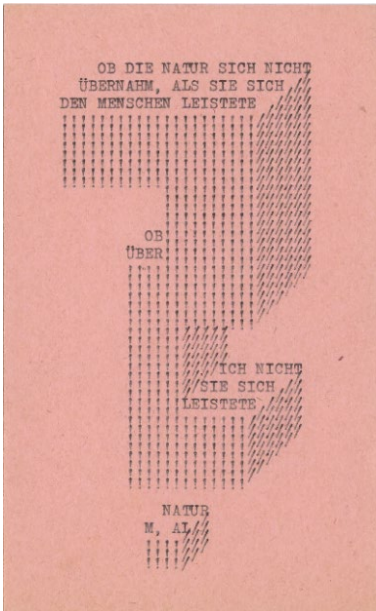 OB DIE NATUR SICH NICHT
ÜBERNAHM, ALS SIE SICH
DEN MENSCHEN LEISTETE
OB
ÜBER
ICH NICHT
SIE SICH
LEISTETE
NATUR
M, AL